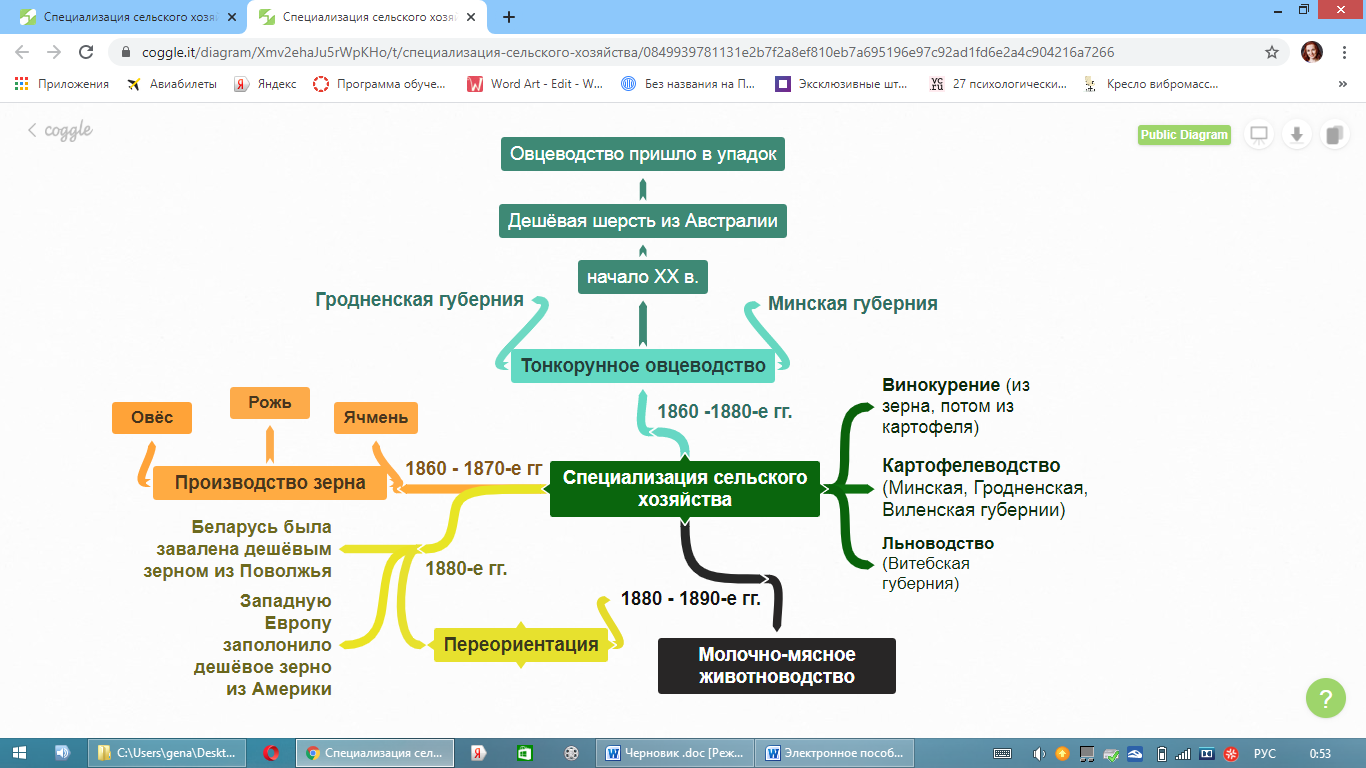 Специализация сельского хозя
Специализация сельского хозя
coggle.it/diagram/Xmv2ehaJu5rWpKHo/t/специализация-сельского-хозяйства/0849939781131e2b7f2a8ef810eb7a695196e97c92ad1fd6e2a4c904216a7266
Приложения
Авиабилеты
Яндекс
Программа обуче...
Word Art - Edit - W...
Без названия на П...
Эксклюзивные шт...
27 психологически...
Кресло вибромасс...
coggle
Public Diagram
Овцеводство пришло в упадок
Дешёвая шерсть из Австралии
начало XX в.
Гродненская губерния
Минская губерния
Тонкорунное овцеводство
1860 -1880-е гг.
Овёс
Рожь
Ячмень
Производство зерна
1860 - 1870-е гг
Специализация сельского
хозяйства
Винокурение (из
зерна, потом из
картофеля)
Картофелеводство
(Минская, Гродненская,
Виленская губернии)
Льноводство
(Витебская
губерния)
Беларусь была
завалена дешёвым
зерном из Поволжья
1880-е гг.
Западную
Европу
заполонило
дешёвое зерно
из Америки
Переориентация
1880 - 1890-е гг.
Молочно-мясное
животноводство
?
C:\Users\gena\Deskt...
Специализация сел...
Черновик .doc [Реж...
Электронное пособ...
РУС
0:53